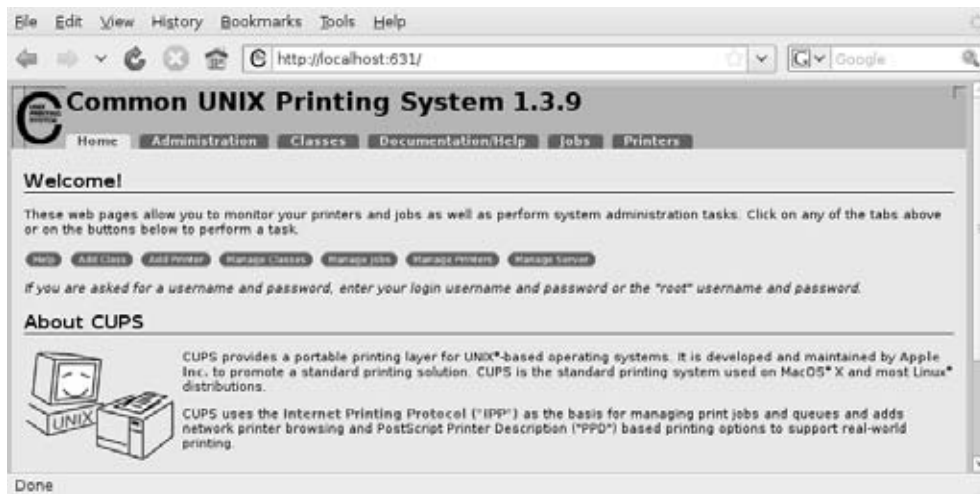 File Edit View History Bookmarks Tools Help
http://localhost:631/
Google
UNIX PRINTING SYSTEM
Common UNIX Printing System 1.3.9
Home Administration Classes Documentation/Help Jobs Printers
Welcome!
These web pages allow you to monitor your printers and jobs as well as perform system administration tasks. Click on any of the tabs above
or on the buttons below to perform a task.
Help Add Class Add Printer Manage Classes Manage Jobs Manage Printers Manage Server
If you are asked for a username and password, enter your login username and password or the "root" username and password.
About CUPS
UNIX
CUPS provides a portable printing layer for UNIX®-based operating systems. It is developed and maintained by Apple
Inc. to promote a standard printing solution. CUPS is the standard printing system used on MacOS® X and most Linux®
distributions.
CUPS uses the Internet Printing Protocol ("IPP") as the basis for managing print jobs and queues and adds
network printer browsing and PostScript Printer Description ("PPD") based printing options to support real-world
printing.
Done